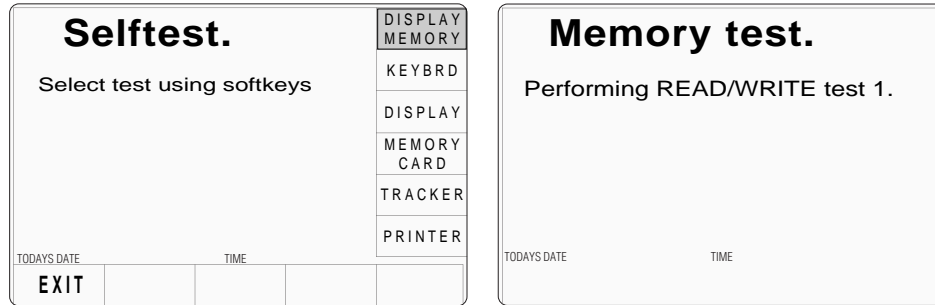 Selftest.
Select test using softkeys
DISPLAY
MEMORY
KEYBRD
DISPLAY
MEMORY
CARD
TRACKER
PRINTER
TODAYS DATE TIME
EXIT
Memory test.
Performing READ/WRITE test 1.
TODAYS DATE TIME